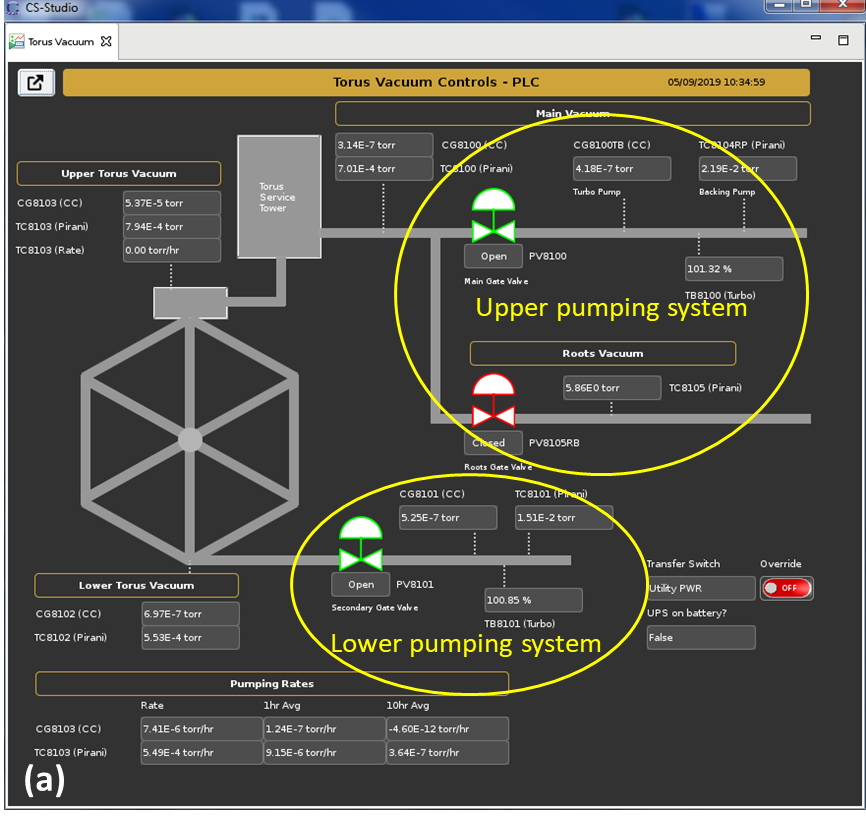 CS-Studio
Torus Vacuum
Torus Vacuum Controls - PLC
05/09/2019 10:34:59
Main Vacuum
3.14E-7 torr
CG8100 (CC)
7.01E-4 torr
TC8100 (Pirani)
CG8100TB (CC)
4.18E-7 torr
Turbo Pump
TC8104RP (Pirani)
2.19E-2 torr
Backing Pump
Upper Torus Vacuum
CG8103 (CC)
5.37E-5 torr
TC8103 (Pirani)
7.94E-4 torr
TC8103 (Rate)
0.00 torr/hr
Torus
Service
Tower
Open
PV8100
Main Gate Valve
101.32 %
TB8100 (Turbo)
Upper pumping system
Roots Vacuum
5.86E0 torr
TC8105 (Pirani)
Closed
PV8105RB
Roots Gate Valve
CG8101 (CC)
5.25E-7 torr
TC8101 (Pirani)
1.51E-2 torr
Open
PV8101
Secondary Gate Valve
100.85 %
TB8101 (Turbo)
Lower pumping system
Transfer Switch
Override
Utility PWR
OFF
UPS on battery?
False
Lower Torus Vacuum
CG8102 (CC)
6.97E-7 torr
TC8102 (Pirani)
5.53E-4 torr
Pumping Rates
Rate 1hr Avg 10hr Avg
CG8103 (CC) 7.41E-6 torr/hr 1.24E-7 torr/hr -4.60E-12 torr/hr
TC8103 (Pirani) 5.49E-4 torr/hr 9.15E-6 torr/hr 3.64E-7 torr/hr
(a)